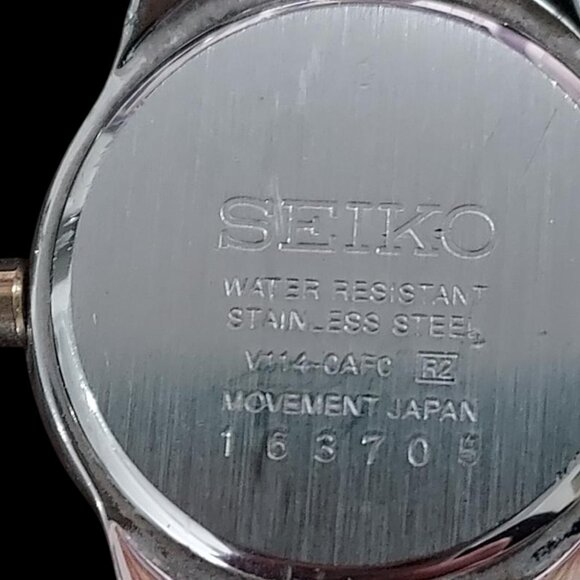 SEIKO
WATER RESISTANT
STAINLESS STEEL
V114-0AF0 R2
MOVEMENT JAPAN
163705